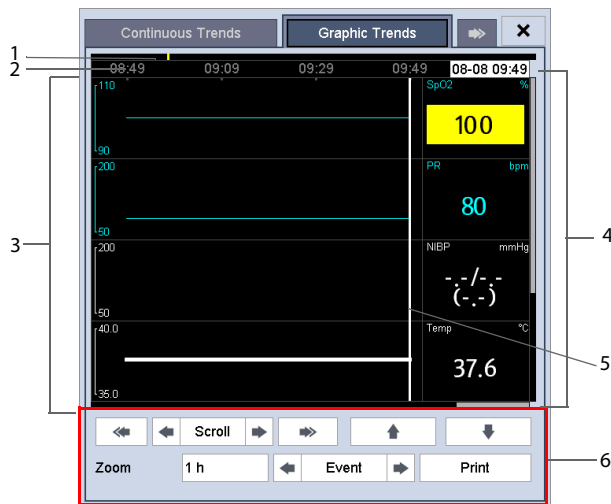 Continuous Trends Graphic Trends
1
2 08:49 09:09 09:29 09:49 08-08 09:49
110 SpO2 %
100
90
200 PR bpm
80
50
3 4
200 NIBP mmHg
-.-/-.-
(-.-)
50
40.0 Temp °C
37.6 5
35.0
Scroll
6
Zoom 1 h Event Print